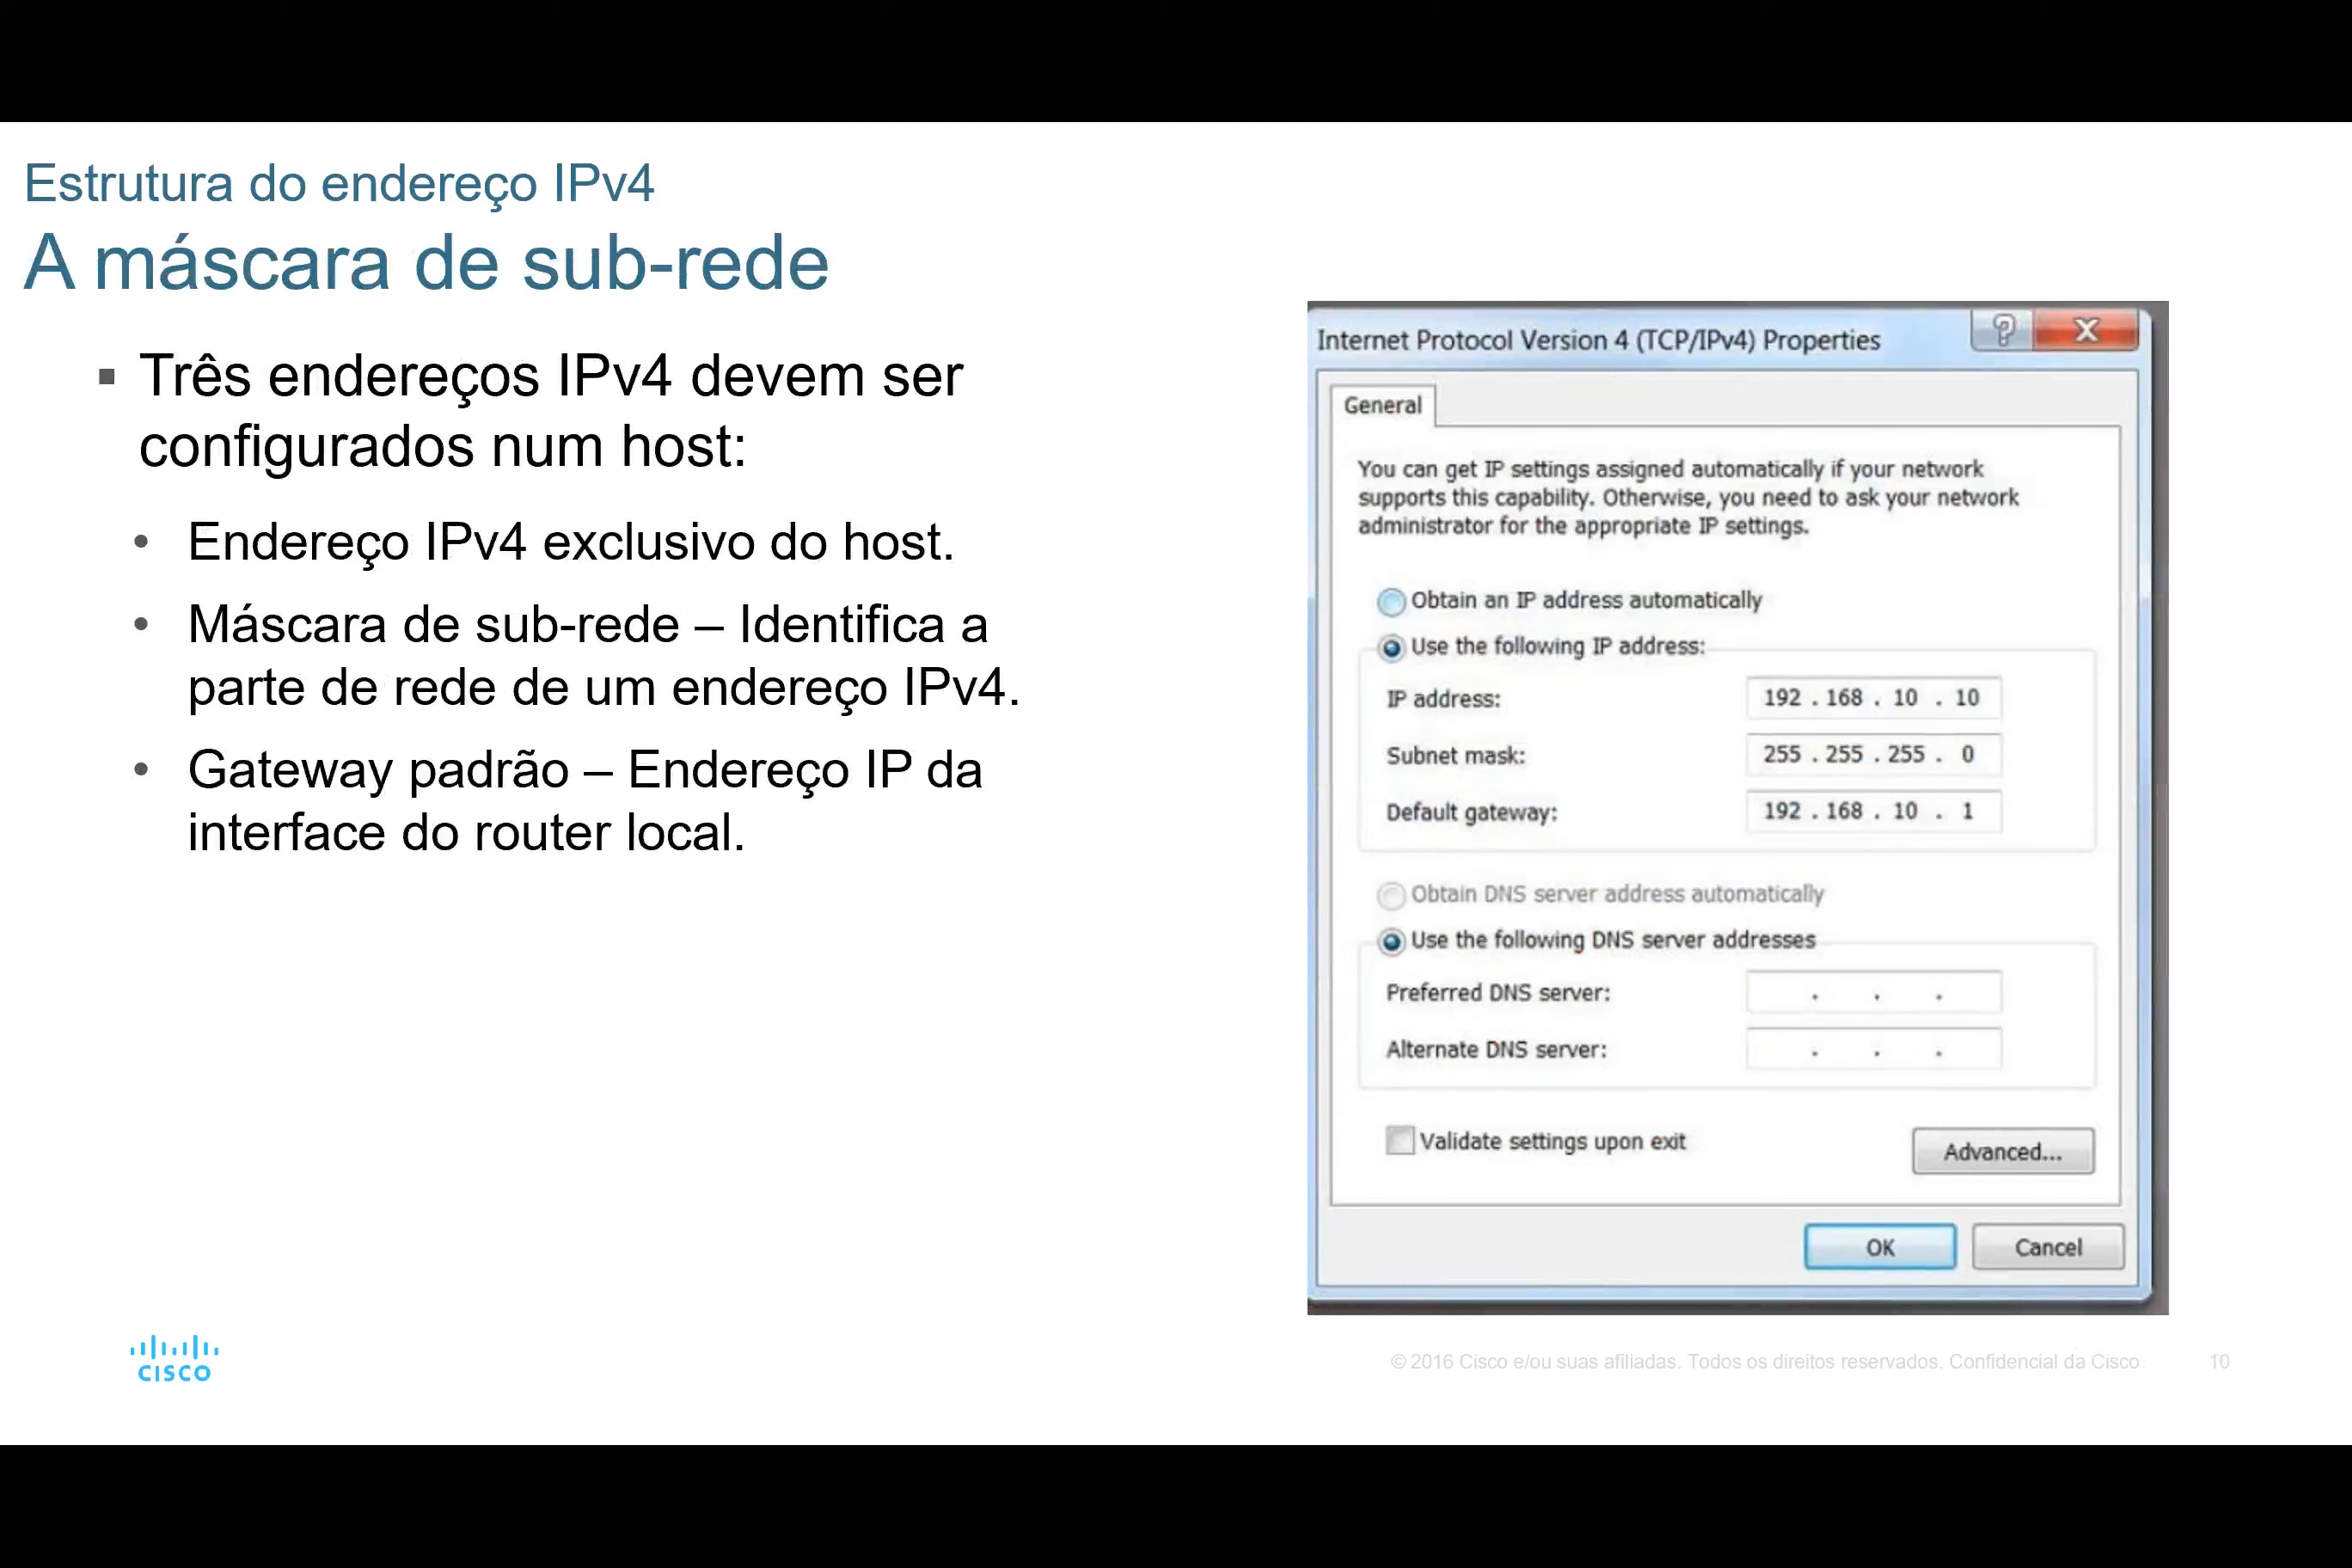 Estrutura do endereço IPv4
A máscara de sub-rede
▪ Três endereços IPv4 devem ser
configurados num host:
• Endereço IPv4 exclusivo do host.
• Máscara de sub-rede – Identifica a
parte de rede de um endereço IPv4.
• Gateway padrão – Endereço IP da
interface do router local.
Internet Protocol Version 4 (TCP/IPv4) Properties
General
You can get IP settings assigned automatically if your network
supports this capability. Otherwise, you need to ask your network
administrator for the appropriate IP settings.
Obtain an IP address automatically
Use the following IP address:
IP address: 192 . 168 . 10 . 10
Subnet mask: 255 . 255 . 255 . 0
Default gateway: 192 . 168 . 10 . 1
Obtain DNS server address automatically
Use the following DNS server addresses
Preferred DNS server: . . .
Alternate DNS server: . . .
Validate settings upon exit
Advanced...
OK Cancel
CISCO
© 2016 Cisco e/ou suas afiliadas. Todos os direitos reservados. Confidencial da Cisco 10